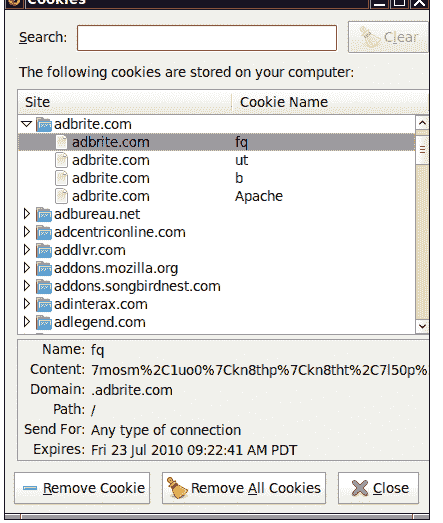 Cookies
Search: Clear
The following cookies are stored on your computer:
Site Cookie Name
adbrite.com
adbrite.com fq
adbrite.com ut
adbrite.com b
adbrite.com Apache
adbureau.net
adcentriconline.com
addlvr.com
addons.mozilla.org
addons.songbirdnest.com
adinterax.com
adlegend.com
Name: fq
Content: 7mosm%2C1uo0%7Ckn8thp%7Ckn8tht%2C7l50p%
Domain: .adbrite.com
Path: /
Send For: Any type of connection
Expires: Fri 23 Jul 2010 09:22:41 AM PDT
Remove Cookie Remove All Cookies Close